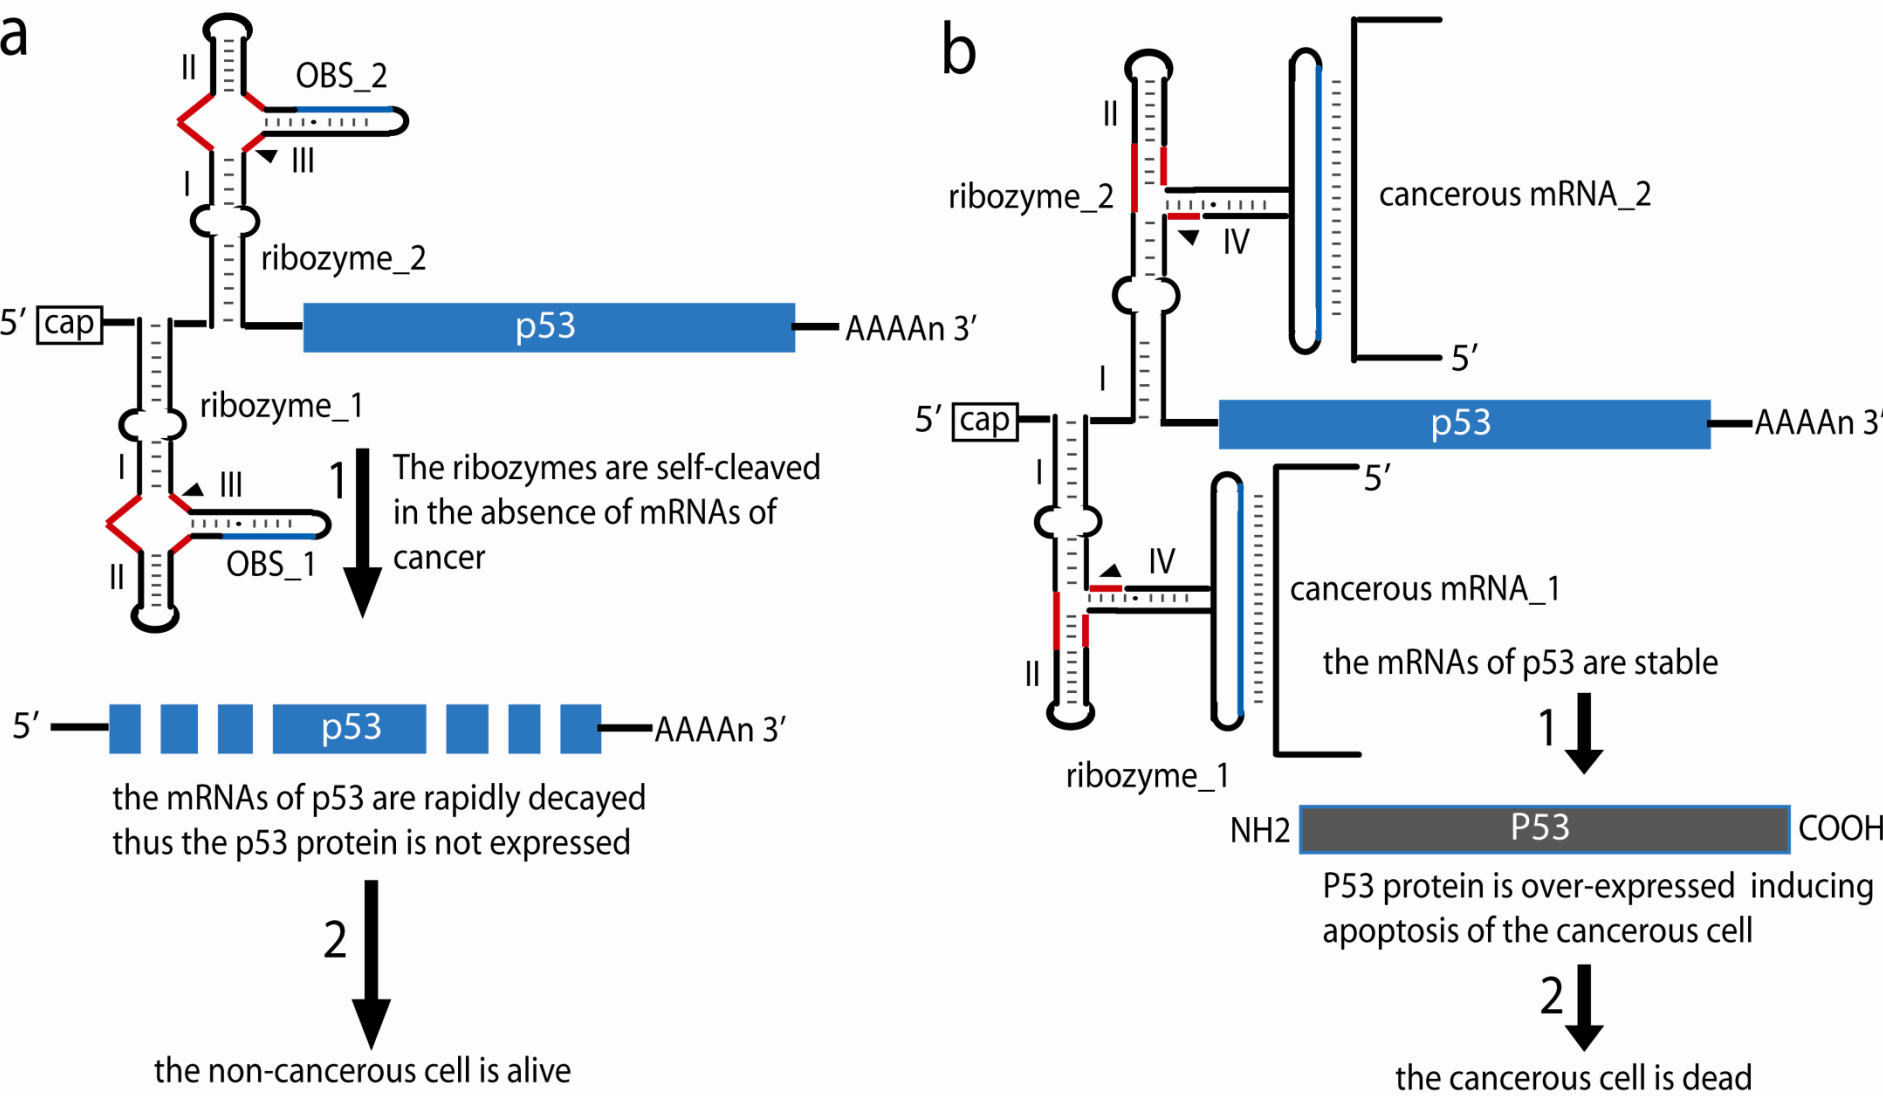 a
II
OBS_2
III
I
ribozyme_2
5′ cap
p53
AAAAn 3′
ribozyme_1
I
III
OBS_1
II
1
The ribozymes are self-cleaved
in the absence of mRNAs of
cancer
5′
p53
AAAAn 3′
the mRNAs of p53 are rapidly decayed
thus the p53 protein is not expressed
2
the non-cancerous cell is alive
b
II
ribozyme_2
cancerous mRNA_2
IV
5′
I
5′ cap
p53
AAAAn 3′
I
5′
IV
cancerous mRNA_1
II
ribozyme_1
the mRNAs of p53 are stable
1
NH2
P53
COOH
P53 protein is over-expressed inducing
apoptosis of the cancerous cell
2
the cancerous cell is dead